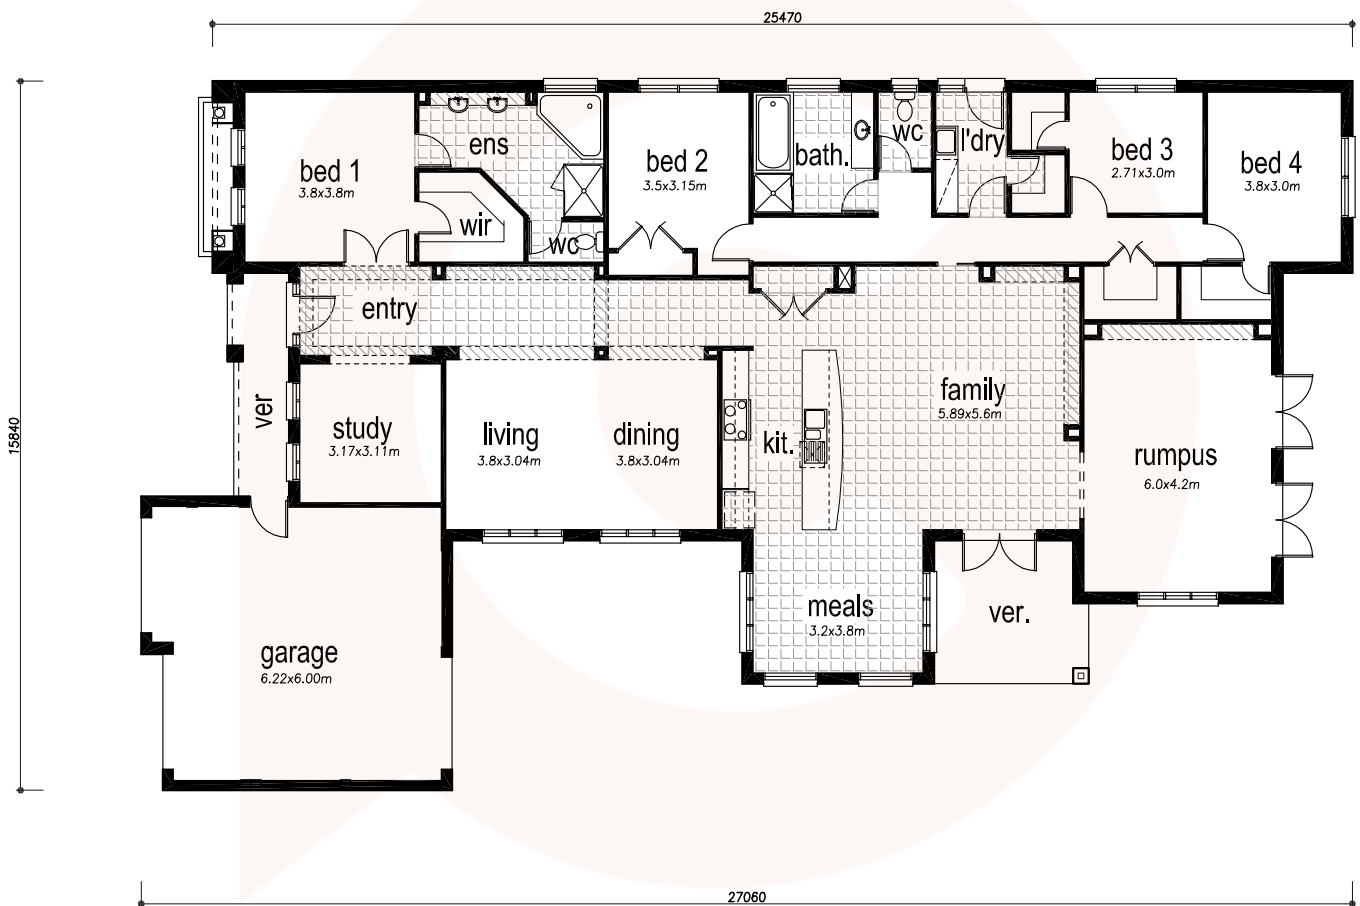 25470
bed 1
3.8x3.8m
ens
wir
wc
bed 2
3.5x3.15m
bath.
wc
l'dry
bed 3
2.71x3.0m
bed 4
3.8x3.0m
entry
ver
study
3.17x3.11m
living
3.8x3.04m
dining
3.8x3.04m
kit.
family
5.89x5.6m
rumpus
6.0x4.2m
meals
3.2x3.8m
ver.
garage
6.22x6.00m
15840
27060